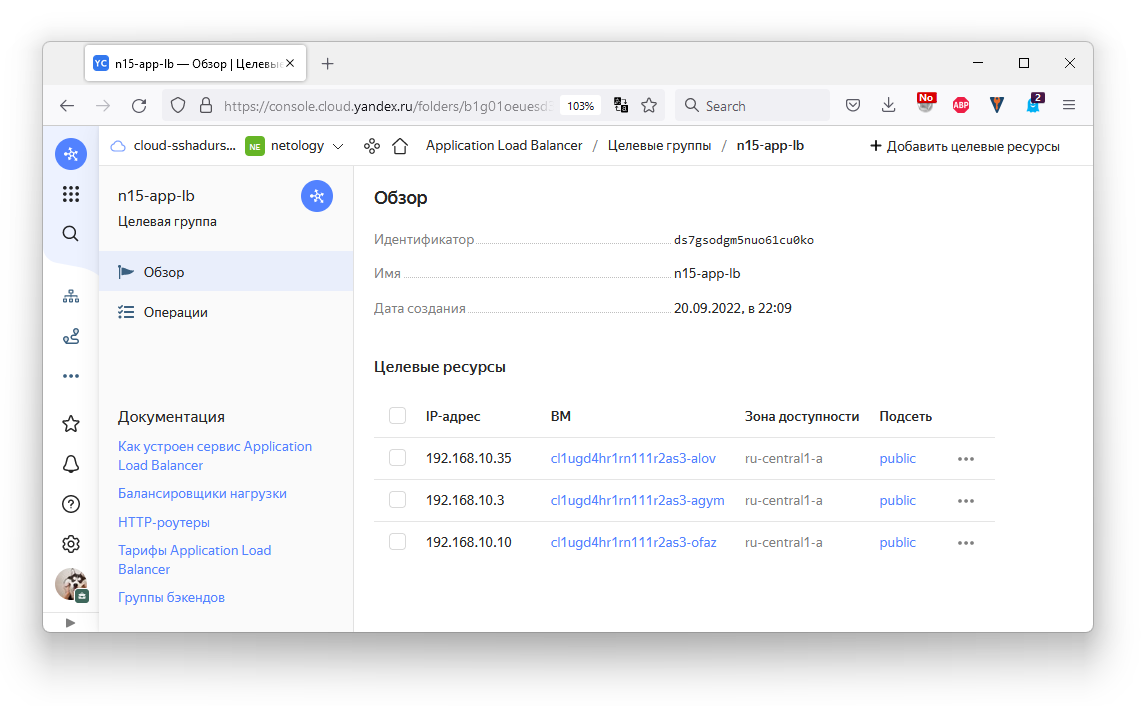 YC n15-app-lb — Обзор | Целевые
https://console.cloud.yandex.ru/folders/b1g01oeuesd
103%
Search
No
ABP
2
cloud-sshadurs...
NE netology
Application Load Balancer / Целевые группы / n15-app-lb
+ Добавить целевые ресурсы
n15-app-lb
Целевая группа
Обзор
Операции
Документация
Как устроен сервис Application
Load Balancer
Балансировщики нагрузки
HTTP-роутеры
Тарифы Application Load
Balancer
Группы бэкендов
Обзор
Идентификатор ds7gsodgm5nuo61cu0ko
Имя n15-app-lb
Дата создания 20.09.2022, в 22:09
Целевые ресурсы
IP-адрес ВМ Зона доступности Подсеть
192.168.10.35 cl1ugd4hr1rn111r2as3-alov ru-central1-a public
192.168.10.3 cl1ugd4hr1rn111r2as3-agym ru-central1-a public
192.168.10.10 cl1ugd4hr1rn111r2as3-ofaz ru-central1-a public